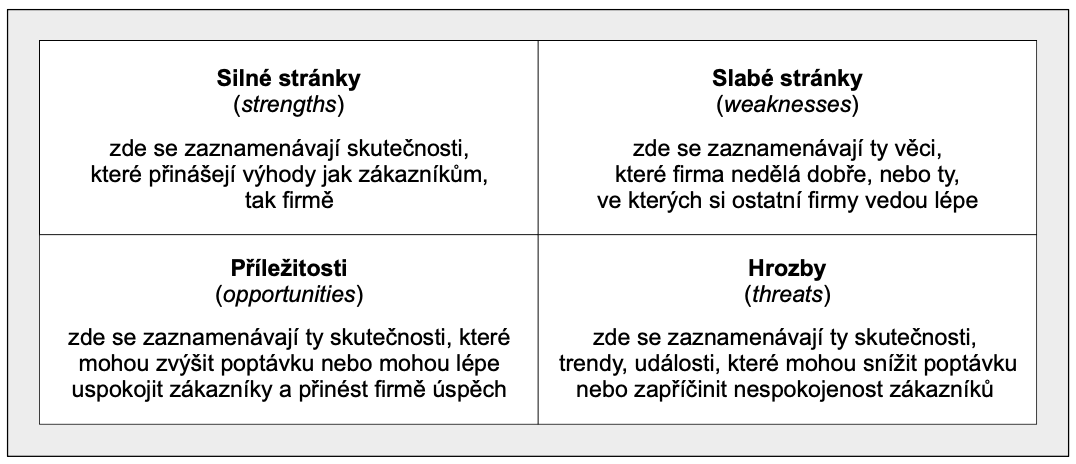 Silné stránky
(strengths)
zde se zaznamenávají skutečnosti,
které přinášejí výhody jak zákazníkům,
tak firmě
Slabé stránky
(weaknesses)
zde se zaznamenávají ty věci,
které firma nedělá dobře, nebo ty,
ve kterých si ostatní firmy vedou lépe
Příležitosti
(opportunities)
zde se zaznamenávají ty skutečnosti, které
mohou zvýšit poptávku nebo mohou lépe
uspokojit zákazníky a přinést firmě úspěch
Hrozby
(threats)
zde se zaznamenávají ty skutečnosti,
trendy, události, které mohou snížit poptávku
nebo zapříčinit nespokojenost zákazníků